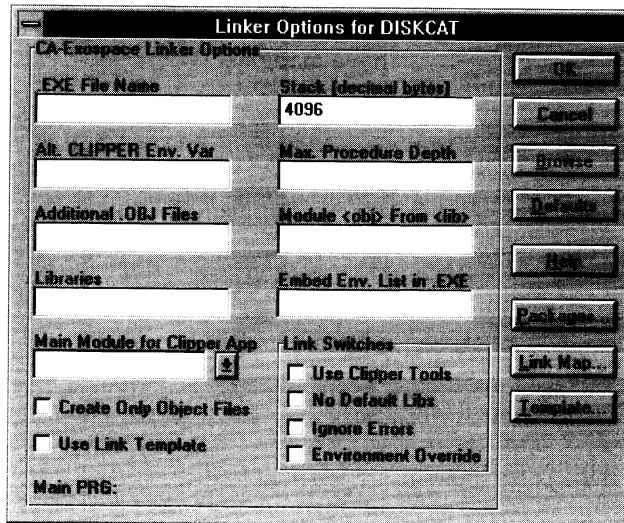 Linker Options for DISKCAT
CA-Exospace Linker Options
.EXE File Name
Stack (decimal bytes)
4096
Alt. CLIPPER Env. Var
Max. Procedure Depth
Additional .OBJ Files
Module <obj> From <lib>
Libraries
Embed Env. List in .EXE
Main Module for Clipper App
Create Only Object Files
Use Link Template
Link Switches
Use Clipper Tools
No Default Libs
Ignore Errors
Environment Override
Main PRG:
OK
Cancel
Browse
Defaults
Help
Packages...
Link Map...
Template...